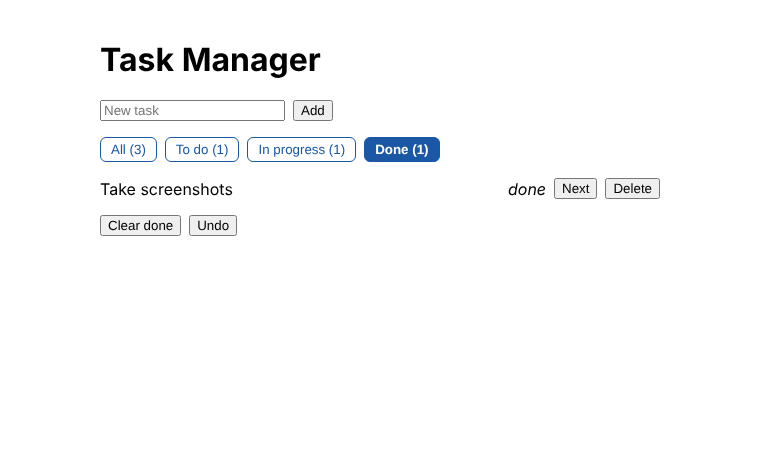 Task Manager
New task Add
All (3) To do (1) In progress (1) Done (1)
Take screenshots done Next Delete
Clear done Undo